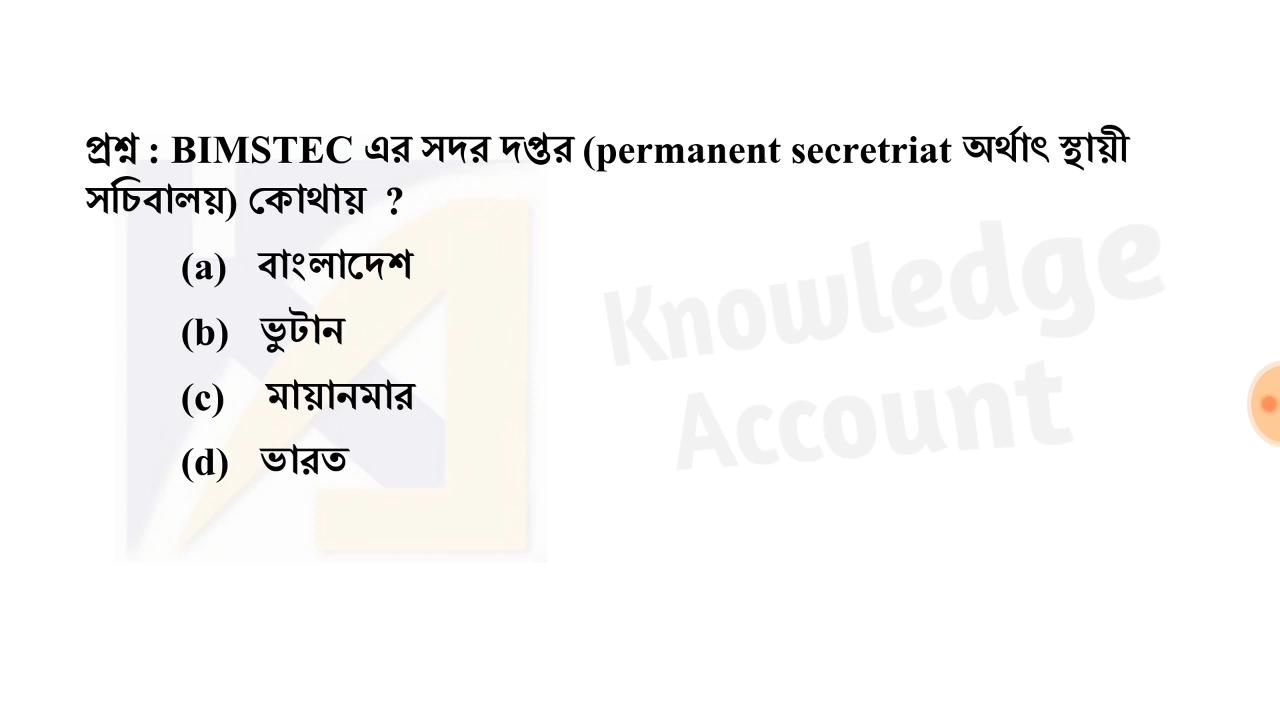 প্রশ্ন : BIMSTEC এর সদর দপ্তর (permanent secretriat অর্থাৎ স্থায়ী
সচিবালয়) কোথায় ?
(a) বাংলাদেশ
(b) ভুটান
(c) মায়ানমার
(d) ভারত
Knowledge
Account